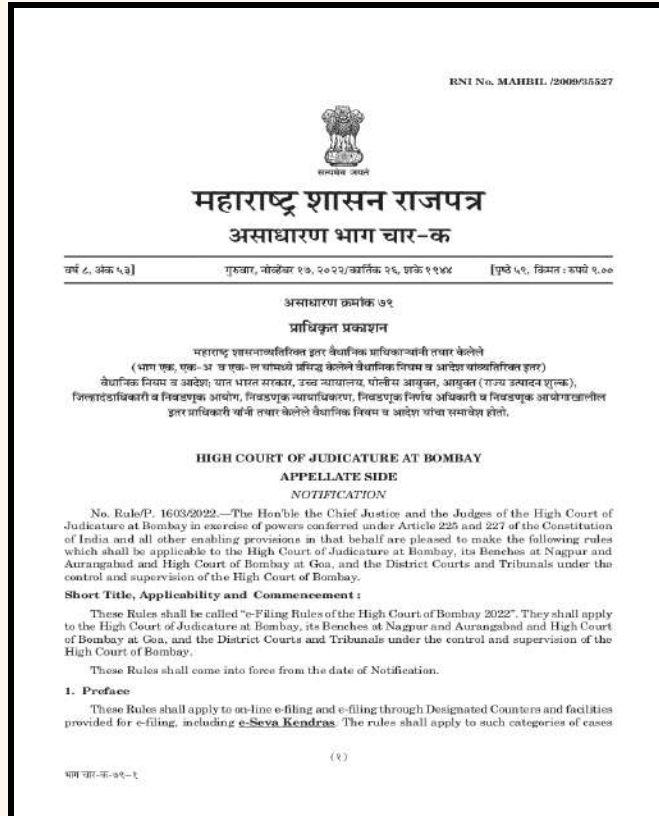 RNI No. MAHBIL /2009/35527
सत्यमेव जयते
महाराष्ट्र शासन राजपत्र
असाधारण भाग चार-क
वर्ष ८, अंक ५३]
गुरुवार, नोव्हेंबर १७, २०२२/कार्तिक २६, शके १९४४
[पृष्ठे ५९, किंमत : रुपये ९.००
असाधारण क्रमांक ७१
प्राधिकृत प्रकाशन
महाराष्ट्र शासनाव्यतिरिक्त इतर वैधानिक प्राधिकाऱ्यांनी तयार केलेले
(भाग एक, एक-अ व एक-ल यांमध्ये प्रसिद्ध केलेले वैधानिक नियम व आदेश यांव्यतिरिक्त इतर)
वैधानिक नियम व आदेश; यात भारत सरकार, उच्च न्यायालय, पोलीस आयुक्त, आयुक्त (राज्य उत्पादन शुल्क),
जिल्हादंडाधिकारी व निवडणूक आयोग, निवडणूक न्यायाधिकरण, निवडणूक निर्णय अधिकारी व निवडणूक आयोगाखालील
इतर प्राधिकारी यांनी तयार केलेले वैधानिक नियम व आदेश यांचा समावेश होतो.
HIGH COURT OF JUDICATURE AT BOMBAY
APPELLATE SIDE
NOTIFICATION
No. Rule/P. 1603/2022.—The Hon'ble the Chief Justice and the Judges of the High Court of
Judicature at Bombay in exercise of powers conferred under Article 225 and 227 of the Constitution
of India and all other enabling provisions in that behalf are pleased to make the following rules
which shall be applicable to the High Court of Judicature at Bombay, its Benches at Nagpur and
Aurangabad and High Court of Bombay at Goa, and the District Courts and Tribunals under the
control and supervision of the High Court of Bombay.
Short Title, Applicability and Commencement :
These Rules shall be called "e-Filing Rules of the High Court of Bombay 2022". They shall apply
to the High Court of Judicature at Bombay, its Benches at Nagpur and Aurangabad and High Court
of Bombay at Goa, and the District Courts and Tribunals under the control and supervision of the
High Court of Bombay.
These Rules shall come into force from the date of Notification.
1. Preface
These Rules shall apply to on-line e-filing and e-filing through Designated Counters and facilities
provided for e-filing, including e-Seva Kendras. The rules shall apply to such categories of cases
(१)
भाग चार-क-७१-१